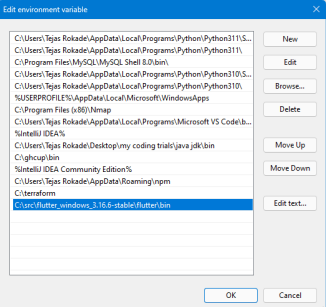 Edit environment variable
C:\Users\Tejas Rokade\AppData\Local\Programs\Python\Python311\S...
New
C:\Users\Tejas Rokade\AppData\Local\Programs\Python\Python311\
C:\Program Files\MySQL\MySQL Shell 8.0\bin\
Edit
C:\Users\Tejas Rokade\AppData\Local\Programs\Python\Python310\S...
C:\Users\Tejas Rokade\AppData\Local\Programs\Python\Python310\
Browse...
%USERPROFILE%\AppData\Local\Microsoft\WindowsApps
C:\Program Files (x86)\Nmap
Delete
C:\Users\Tejas Rokade\AppData\Local\Programs\Microsoft VS Code\b...
%IntelliJ IDEA%
C:\Users\Tejas Rokade\Desktop\my coding trials\java jdk\bin
Move Up
C:\ghcup\bin
%IntelliJ IDEA Community Edition%
Move Down
C:\Users\Tejas Rokade\AppData\Roaming\npm
C:\terraform
C:\src\flutter_windows_3.16.6-stable\flutter\bin
Edit text...
OK
Cancel